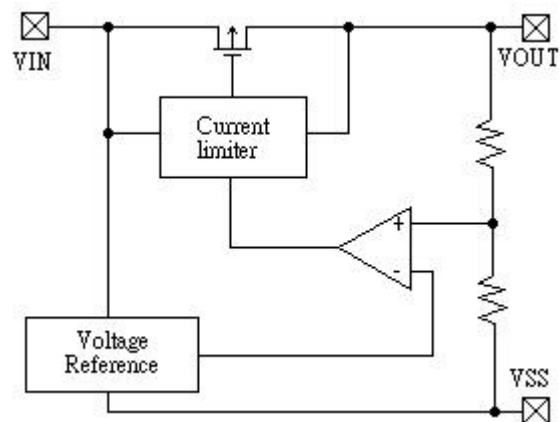 VIN
VOUT
Current
limiter
+
-
Voltage
Reference
VSS